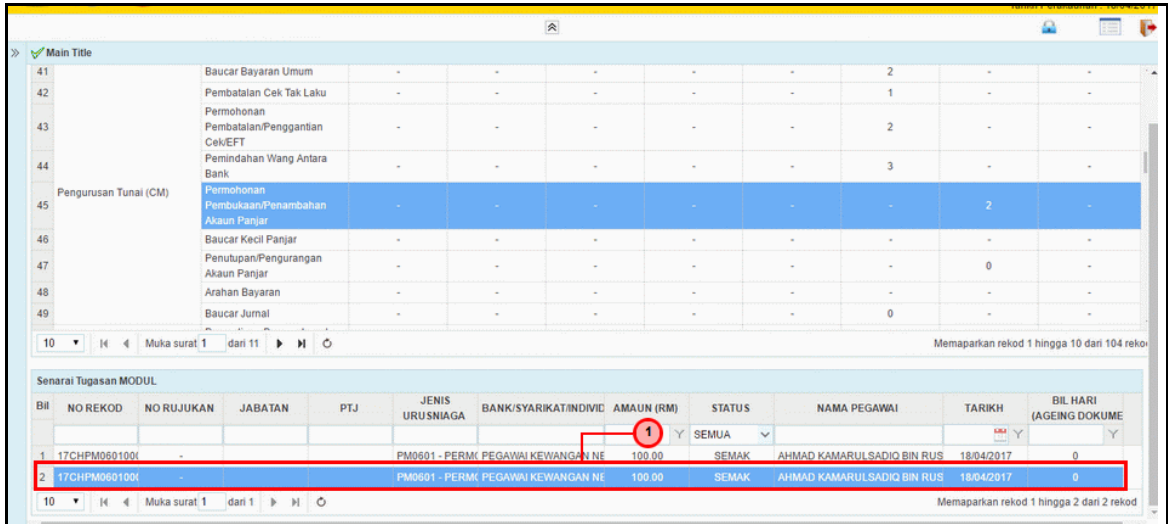 Main Title
41 Baucar Bayaran Umum - - - - - 2 - -
42 Pembatalan Cek Tak Laku - - - - - 1 - -
43 Permohonan Pembatalan/Penggantian Cek/EFT - - - - - 2 - -
44 Pemindahan Wang Antara Bank - - - - - 3 - -
Pengurusan Tunai (CM)
45 Permohonan Pembukaan/Penambahan Akaun Panjar - - - - - - 2 -
46 Baucar Kecil Panjar - - - - - - - -
47 Penutupan/Pengurangan Akaun Panjar - - - - - - 0 -
48 Arahan Bayaran - - - - - - - -
49 Baucar Jurnal - - - - - 0 - -
10 Muka surat 1 dari 11 Memaparkan rekod 1 hingga 10 dari 104 reko
Senarai Tugasan MODUL
Bil NO REKOD NO RUJUKAN JABATAN PTJ JENIS URUSNIAGA BANK/SYARIKAT/INDIVID AMAUN (RM) STATUS NAMA PEGAWAI TARIKH BIL HARI (AGEING DOKUME
1 SEMUA
1 17CHPM0601000 - PM0601 - PERMO PEGAWAI KEWANGAN NE 100.00 SEMAK AHMAD KAMARULSADIQ BIN RUS 18/04/2017 0
2 17CHPM0601000 - PM0601 - PERMO PEGAWAI KEWANGAN NE 100.00 SEMAK AHMAD KAMARULSADIQ BIN RUS 18/04/2017 0
10 Muka surat 1 dari 1 Memaparkan rekod 1 hingga 2 dari 2 rekod